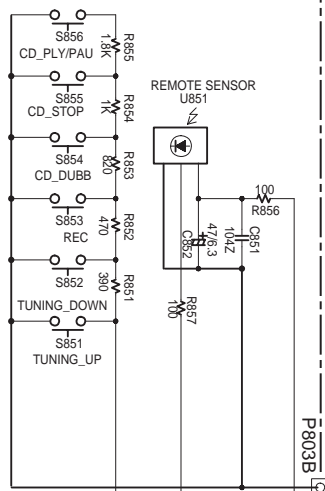 S856
CD_PLY/PAU
R855
1.8K
S855
CD_STOP
R854
1K
S854
CD_DUBB
R853
820
S853
REC
R852
470
S852
TUNING_DOWN
R851
390
S851
TUNING_UP
REMOTE SENSOR
U851
100
R856
47/6.3
C852
C851
104Z
R857
100
P803B